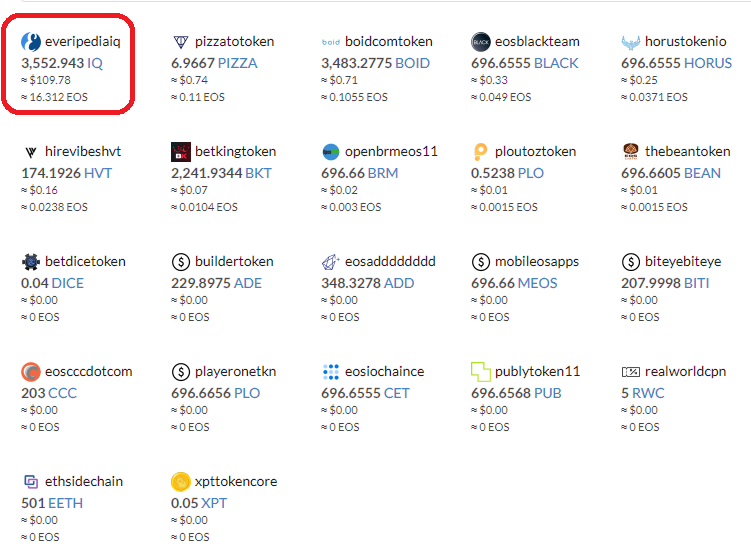 everipediaiq
3,552.943 IQ
≈ $109.78
≈ 16.312 EOS
pizzatotoken
6.9667 PIZZA
≈ $0.74
≈ 0.11 EOS
boid
boidcomtoken
3,483.2775 BOID
≈ $0.71
≈ 0.1055 EOS
BLACK
eosblackteam
696.6555 BLACK
≈ $0.33
≈ 0.049 EOS
horustokenio
696.6555 HORUS
≈ $0.25
≈ 0.0371 EOS
hirevibeshvt
174.1926 HVT
≈ $0.16
≈ 0.0238 EOS
betkingtoken
2,241.9344 BKT
≈ $0.07
≈ 0.0104 EOS
openbrmeos11
696.66 BRM
≈ $0.02
≈ 0.003 EOS
ploutoztoken
0.5238 PLO
≈ $0.01
≈ 0.0015 EOS
thebeantoken
696.6605 BEAN
≈ $0.01
≈ 0.0015 EOS
betdicetoken
0.04 DICE
≈ $0.00
≈ 0 EOS
$
buildertoken
229.8975 ADE
≈ $0.00
≈ 0 EOS
eosadddddddd
348.3278 ADD
≈ $0.00
≈ 0 EOS
$
mobileosapps
696.66 MEOS
≈ $0.00
≈ 0 EOS
$
biteyebiteye
207.9998 BITI
≈ $0.00
≈ 0 EOS
eoscccdotcom
203 CCC
≈ $0.00
≈ 0 EOS
$
playeronetkn
696.6656 PLO
≈ $0.00
≈ 0 EOS
eosiochaince
696.6555 CET
≈ $0.00
≈ 0 EOS
publytoken11
696.6568 PUB
≈ $0.00
≈ 0 EOS
realworldcpn
5 RWC
≈ $0.00
≈ 0 EOS
ethsidechain
501 EETH
≈ $0.00
≈ 0 EOS
xpttokencore
0.05 XPT
≈ $0.00
≈ 0 EOS